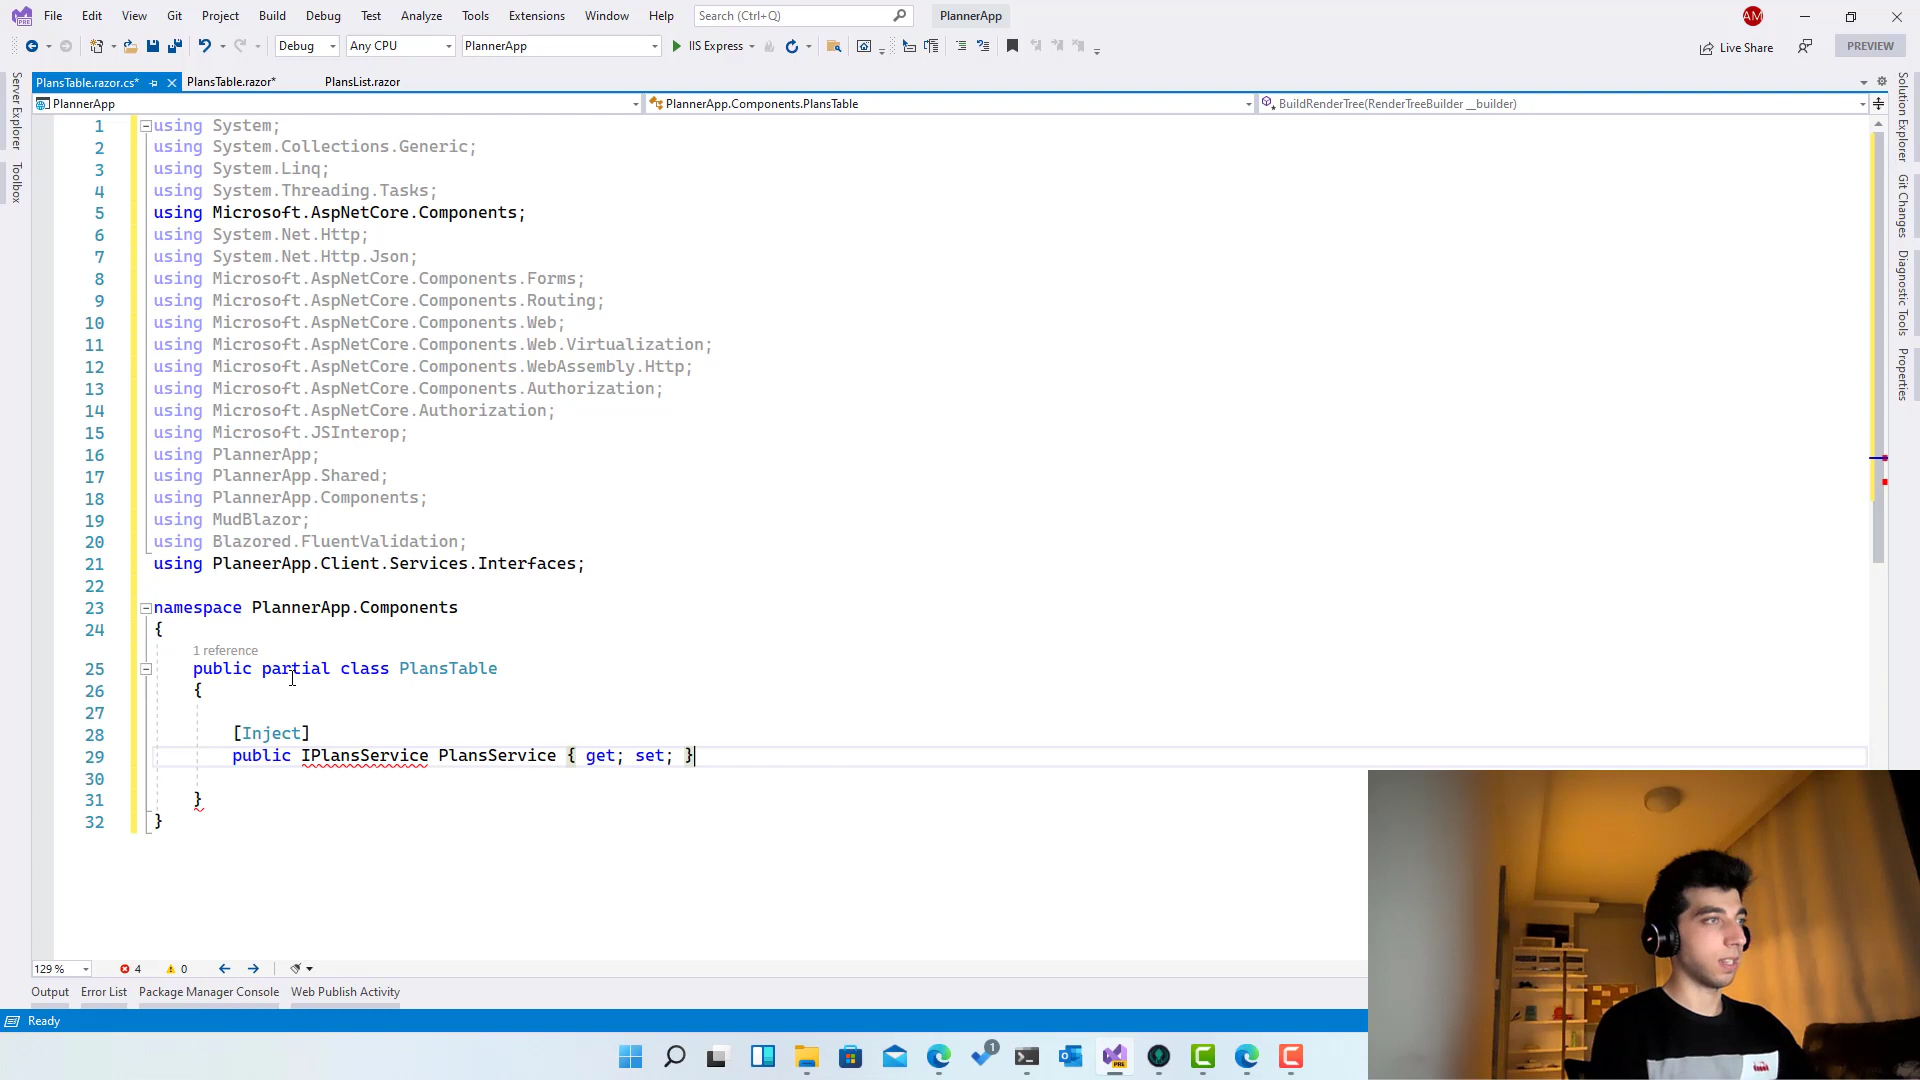 File Edit View Git Project Build Debug Test Analyze Tools Extensions Window Help Search (Ctrl+Q) PlannerApp AM
Debug Any CPU PlannerApp IIS Express Live Share PREVIEW
PlansTable.razor.cs* PlansTable.razor* PlansList.razor
PlannerApp PlannerApp.Components.PlansTable BuildRenderTree(RenderTreeBuilder __builder)
Server Explorer
Toolbox
Solution Explorer
Git Changes
Diagnostic Tools
Properties
1 using System;
2 using System.Collections.Generic;
3 using System.Linq;
4 using System.Threading.Tasks;
5 using Microsoft.AspNetCore.Components;
6 using System.Net.Http;
7 using System.Net.Http.Json;
8 using Microsoft.AspNetCore.Components.Forms;
9 using Microsoft.AspNetCore.Components.Routing;
10 using Microsoft.AspNetCore.Components.Web;
11 using Microsoft.AspNetCore.Components.Web.Virtualization;
12 using Microsoft.AspNetCore.Components.WebAssembly.Http;
13 using Microsoft.AspNetCore.Components.Authorization;
14 using Microsoft.AspNetCore.Authorization;
15 using Microsoft.JSInterop;
16 using PlannerApp;
17 using PlannerApp.Shared;
18 using PlannerApp.Components;
19 using MudBlazor;
20 using Blazored.FluentValidation;
21 using PlaneerApp.Client.Services.Interfaces;
22
23 namespace PlannerApp.Components
24 {
1 reference
25 public partial class PlansTable
26 {
27
28 [Inject]
29 public IPlansService PlansService { get; set; }
30
31 }
32 }
129 % 4 0
Output Error List Package Manager Console Web Publish Activity
Ready
1